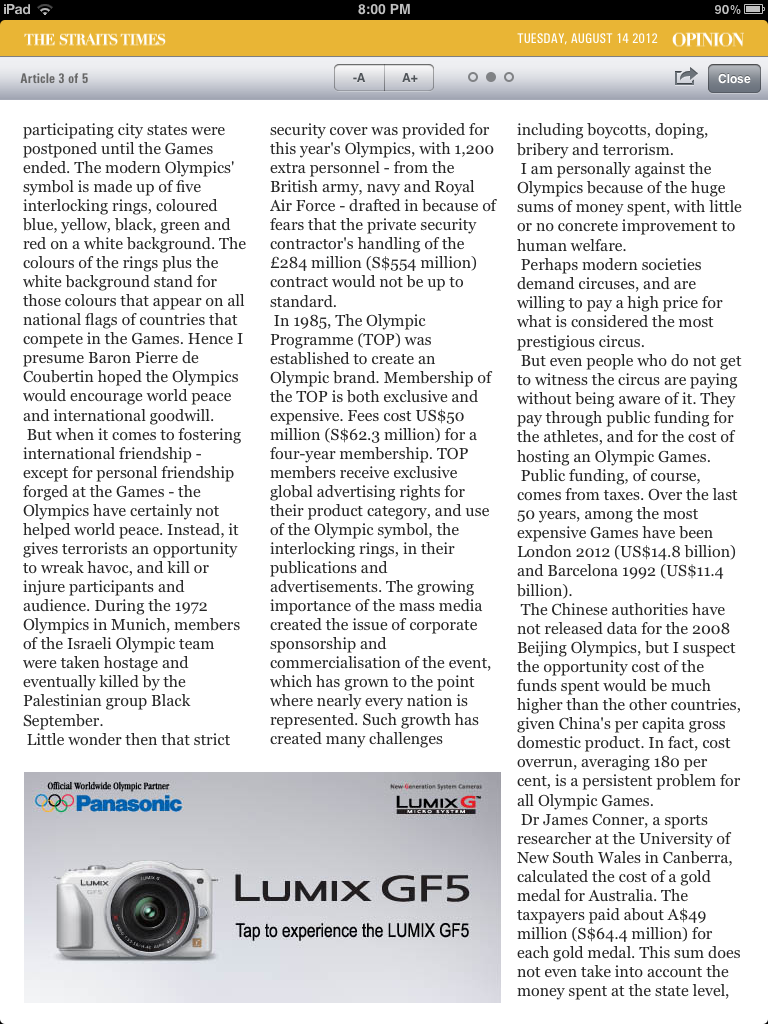 iPad
8:00 PM
90%
THE STRAITS TIMES
TUESDAY, AUGUST 14 2012
OPINION
Article 3 of 5
-A
A+
Close
participating city states were
postponed until the Games
ended. The modern Olympics'
symbol is made up of five
interlocking rings, coloured
blue, yellow, black, green and
red on a white background. The
colours of the rings plus the
white background stand for
those colours that appear on all
national flags of countries that
compete in the Games. Hence I
presume Baron Pierre de
Coubertin hoped the Olympics
would encourage world peace
and international goodwill.
But when it comes to fostering
international friendship -
except for personal friendship
forged at the Games - the
Olympics have certainly not
helped world peace. Instead, it
gives terrorists an opportunity
to wreak havoc, and kill or
injure participants and
audience. During the 1972
Olympics in Munich, members
of the Israeli Olympic team
were taken hostage and
eventually killed by the
Palestinian group Black
September.
Little wonder then that strict
security cover was provided for
this year's Olympics, with 1,200
extra personnel - from the
British army, navy and Royal
Air Force - drafted in because of
fears that the private security
contractor's handling of the
£284 million (S$554 million)
contract would not be up to
standard.
In 1985, The Olympic
Programme (TOP) was
established to create an
Olympic brand. Membership of
the TOP is both exclusive and
expensive. Fees cost US$50
million (S$62.3 million) for a
four-year membership. TOP
members receive exclusive
global advertising rights for
their product category, and use
of the Olympic symbol, the
interlocking rings, in their
publications and
advertisements. The growing
importance of the mass media
created the issue of corporate
sponsorship and
commercialisation of the event,
which has grown to the point
where nearly every nation is
represented. Such growth has
created many challenges
including boycotts, doping,
bribery and terrorism.
I am personally against the
Olympics because of the huge
sums of money spent, with little
or no concrete improvement to
human welfare.
Perhaps modern societies
demand circuses, and are
willing to pay a high price for
what is considered the most
prestigious circus.
But even people who do not get
to witness the circus are paying
without being aware of it. They
pay through public funding for
the athletes, and for the cost of
hosting an Olympic Games.
Public funding, of course,
comes from taxes. Over the last
50 years, among the most
expensive Games have been
London 2012 (US$14.8 billion)
and Barcelona 1992 (US$11.4
billion).
The Chinese authorities have
not released data for the 2008
Beijing Olympics, but I suspect
the opportunity cost of the
funds spent would be much
higher than the other countries,
given China's per capita gross
domestic product. In fact, cost
overrun, averaging 180 per
cent, is a persistent problem for
all Olympic Games.
Dr James Conner, a sports
researcher at the University of
New South Wales in Canberra,
calculated the cost of a gold
medal for Australia. The
taxpayers paid about A$49
million (S$64.4 million) for
each gold medal. This sum does
not even take into account the
money spent at the state level,
Official Worldwide Olympic Partner
Panasonic
New-Generation System Cameras
LUMIX G™
MICRO SYSTEM
LUMIX
GF5
LUMIX GF5
Tap to experience the LUMIX GF5